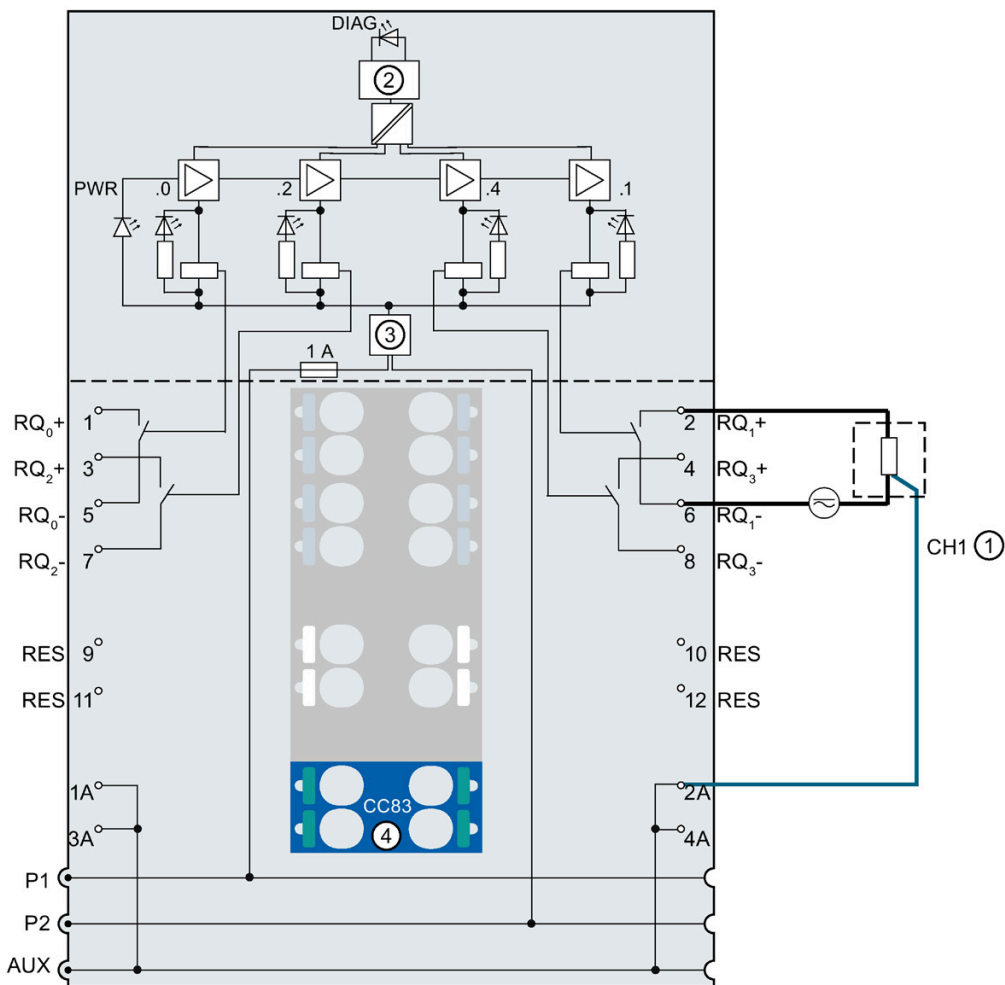 DIAG
2
PWR .0 .2 .4 .1
3
1 A
RQ0+ 1 2 RQ1+
RQ2+ 3 4 RQ3+
RQ0- 5 6 RQ1-
CH1 1
RQ2- 7 8 RQ3-
RES 9 10 RES
RES 11 12 RES
1A 2A
CC83
3A 4 4A
P1
P2
AUX